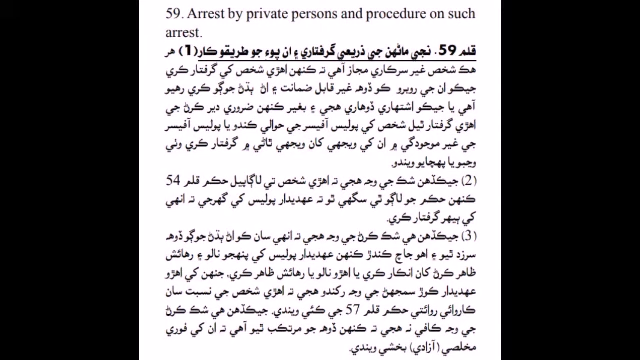 59. Arrest by private persons and procedure on such
arrest.
قلم 59. نجي ماڻهن جي ذريعي گرفتاري ۽ ان پوءِ جو طريقو ڪار (1) هر
هڪ شخص غير سرڪاري مجاز آهي ته ڪنهن اهڙي شخص کي گرفتار ڪري
جيڪو ان جي روبرو ڪو ڏوهه غير قابل ضمانت ۽ اڻ ٻڌڻ جوڳو ڪري رهيو
آهي يا جيڪو اشتهاري ڏوهاري هجي ۽ بغير ڪنهن ضروري دير ڪرڻ جي
اهڙي گرفتار ٿيل شخص کي پوليس آفيسر جي حوالي ڪندو يا پوليس آفيسر
جي غير موجودگي ۾ ان کي ويجهي کان ويجهي ٿاڻي ۾ گرفتار ڪري وٺي
وڃبو يا پهچايو ويندو.
(2) جيڪڏهن شڪ جي وجهه هجي ته اهڙي شخص تي لاڳاپيل حڪم قلم 54
ڪنهن حڪم جو لاڳو ٿي سگهي ٿو ته عهديدار پوليس کي گهرجي ته انهي
کي ٻيهر گرفتار ڪري.
(3) جيڪڏهن هي شڪ ڪرڻ جي وجهه هجي ته انهي سان ڪو اڻ ٻڌڻ جوڳو ڏوهه
سرزد ٿيو ۽ اهو جاچ ڪندڙ ڪنهن عهديدار پوليس کي پنهجو نالو ۽ رهائش
ظاهر ڪرڻ کان انڪار ڪري يا اهڙو نالو يا رهائش ظاهر ڪري، جنهن کي اهڙو
عهديدار ڪوڙ سمجهڻ جي وجهه رکندو هجي ته اهڙي شخص جي نسبت سان
ڪاروائي روائتي حڪم قلم 57 جي ڪئي ويندي. جيڪڏهن هي شڪ ڪرڻ
جي وجهه ڪافي نه هجي ته ڪنهن ڏوهه جو مرتڪب ٿيو آهي ته ان کي فوري
مخلصي (آزادي) بخشي ويندي.